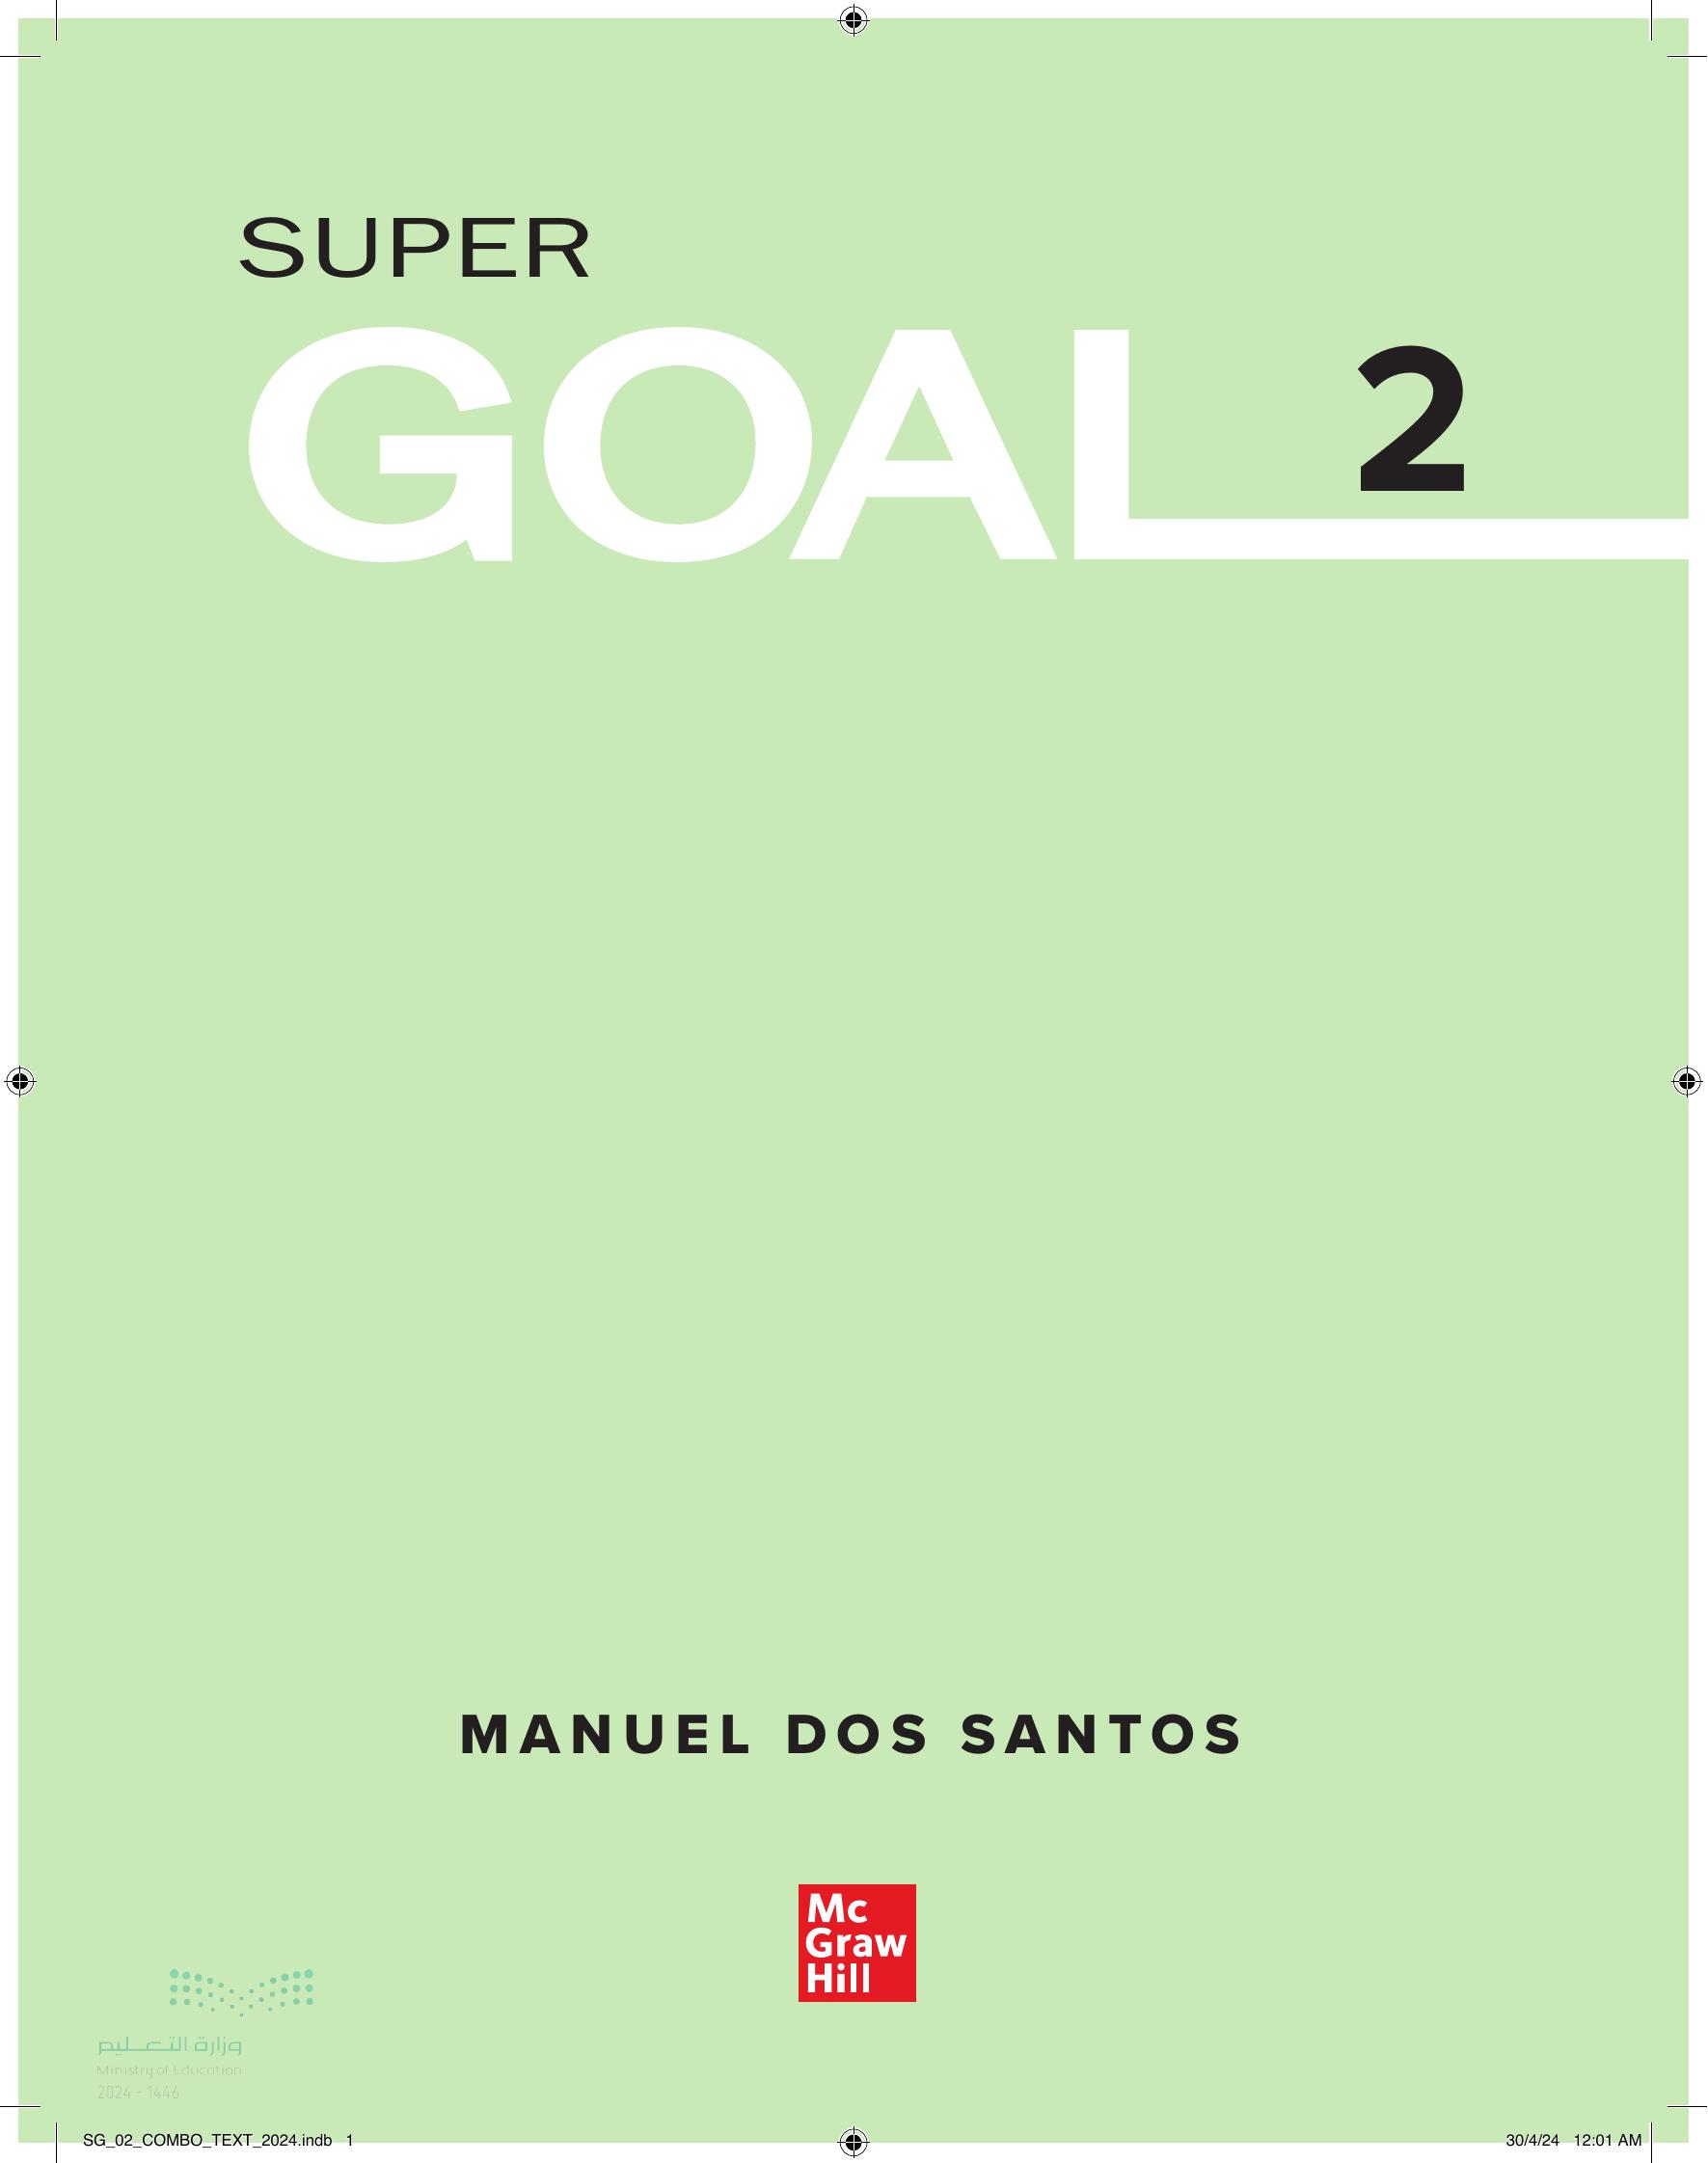 SUPER
GOAL 2
MANUEL DOS SANTOS
Mc
Graw
Hill
وزارة التعليم
Ministry of Education
2024 - 1446
SG_02_COMBO_TEXT_2024.indb 1
30/4/24 12:01 AM